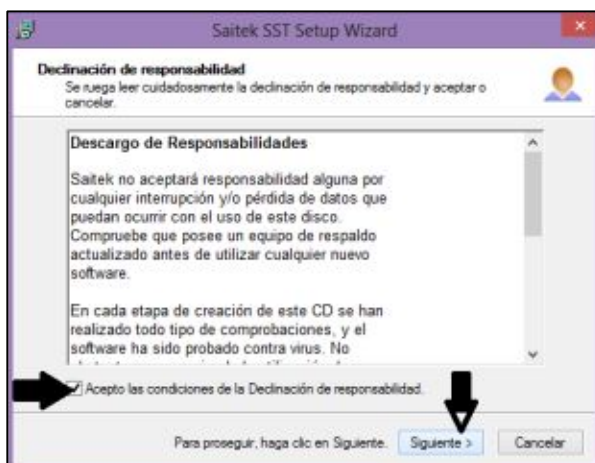 Saitek SST Setup Wizard
Declinación de responsabilidad
Se ruega leer cuidadosamente la declinación de responsabilidad y aceptar o
cancelar.
Descargo de Responsabilidades
Saitek no aceptará responsabilidad alguna por
cualquier interrupción y/o pérdida de datos que
puedan ocurrir con el uso de este disco.
Compruebe que posee un equipo de respaldo
actualizado antes de utilizar cualquier nuevo
software.
En cada etapa de creación de este CD se han
realizado todo tipo de comprobaciones, y el
software ha sido probado contra virus. No
Acepto las condiciones de la Declinación de responsabilidad.
Para proseguir, haga clic en Siguiente.
Siguiente >
Cancelar